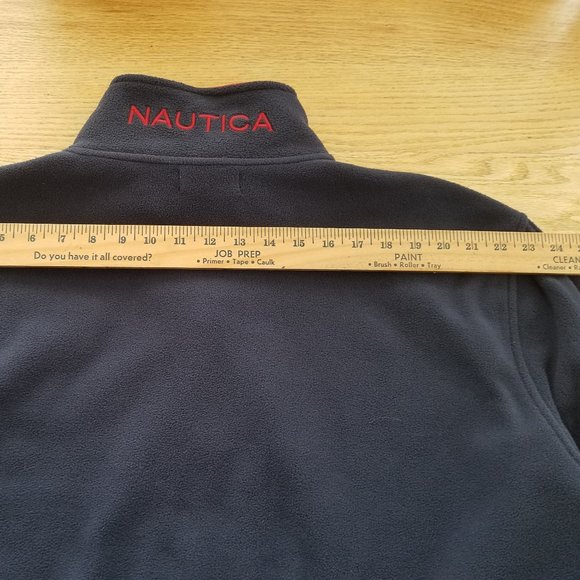 NAUTICA
5 6 7 8 9 10 11 12 13 14 15 16 17 18 19 20 21 22 23 24
Do you have it all covered? JOB PREP PAINT CLEAN
• Primer • Tape • Caulk • Brush • Roller • Tray • Cleaner •